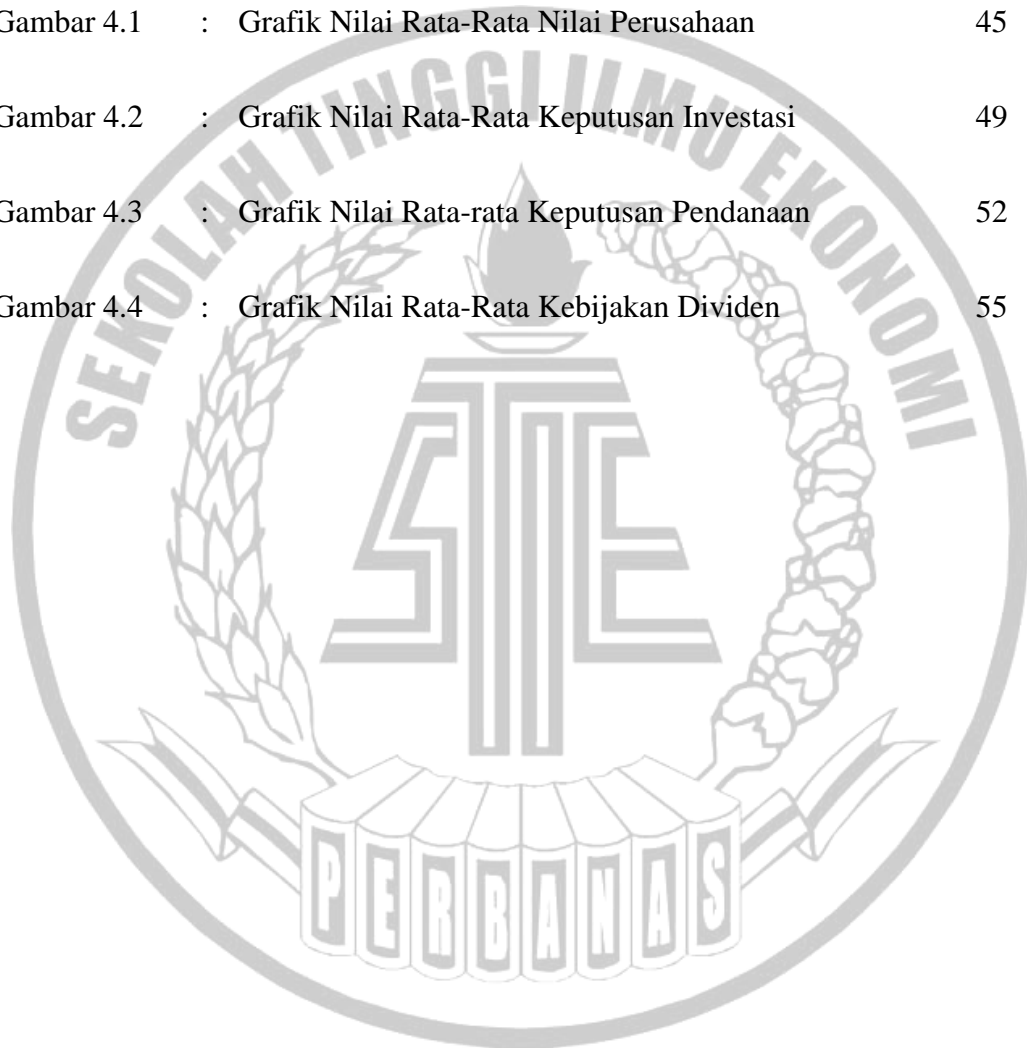 Gambar 4.1 : Grafik Nilai Rata-Rata Nilai Perusahaan 45
Gambar 4.2 : Grafik Nilai Rata-Rata Keputusan Investasi 49
Gambar 4.3 : Grafik Nilai Rata-rata Keputusan Pendanaan 52
Gambar 4.4 : Grafik Nilai Rata-Rata Kebijakan Dividen 55
SEKOLAH TINGGI ILMU EKONOMI
STIE
PERBANAS